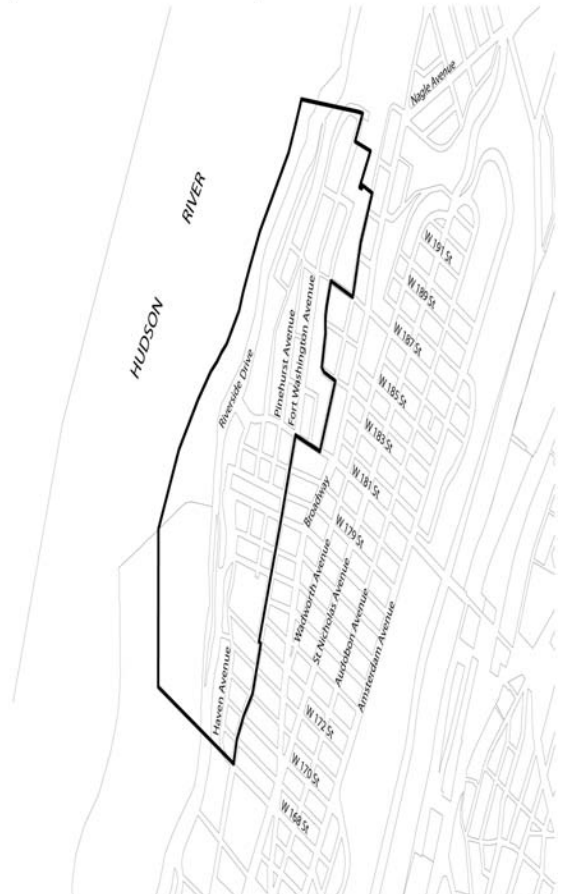 Nagle Avenue
RIVER
HUDSON
W 191 St
W 189 St
W 187 St
W 185 St
W 183 St
W 181 St
W 179 St
Pinehurst Avenue
Fort Washington Avenue
Riverside Drive
Broadway
Wadworth Avenue
St Nicholas Avenue
Audobon Avenue
Amsterdam Avenue
Haven Avenue
W 172 St
W 170 St
W 168 St